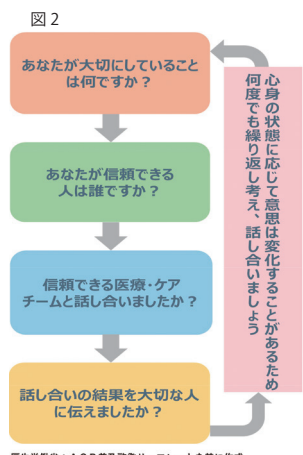 図2
あなたが大切にしていること
は何ですか？
あなたが信頼できる
人は誰ですか？
信頼できる医療・ケア
チームと話し合いましたか？
話し合いの結果を大切な人
に伝えましたか？
心身の状態に応じて意思は変化することがあるため
何度でも繰り返し考え、話し合いましょう